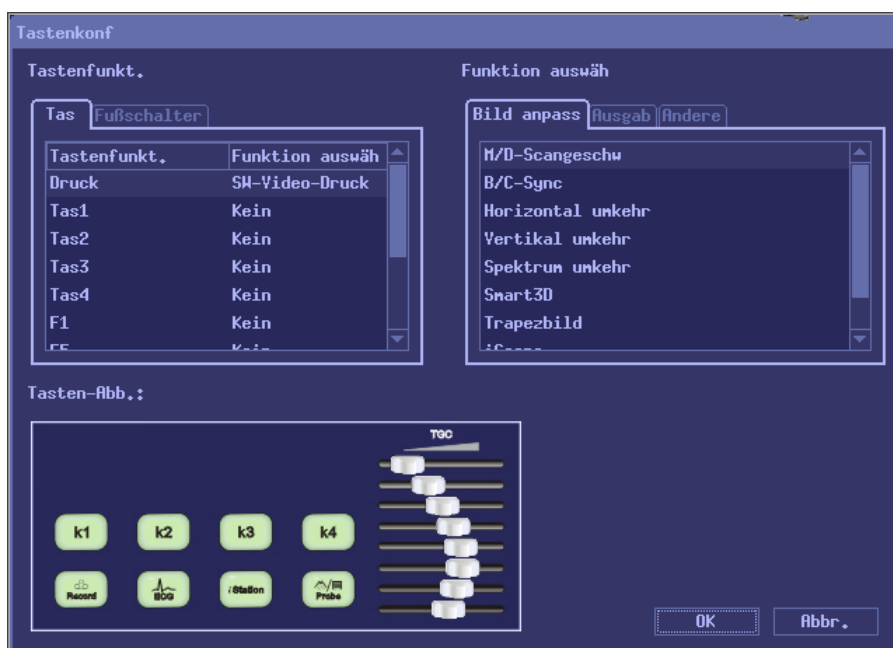 Tastenkonf
Tastenfunkt.
Funktion auswäh
Tas Fußschalter
Bild anpass Ausgab Andere
Tastenfunkt. Funktion auswäh
Druck SW-Video-Druck
Tas1 Kein
Tas2 Kein
Tas3 Kein
Tas4 Kein
F1 Kein
M/D-Scangeschw
B/C-Sync
Horizontal umkehr
Vertikal umkehr
Spektrum umkehr
Smart3D
Trapezbild
Tasten-Abb.:
TGC
k1 k2 k3 k4
Record ECG iStation Probe
OK Abbr.